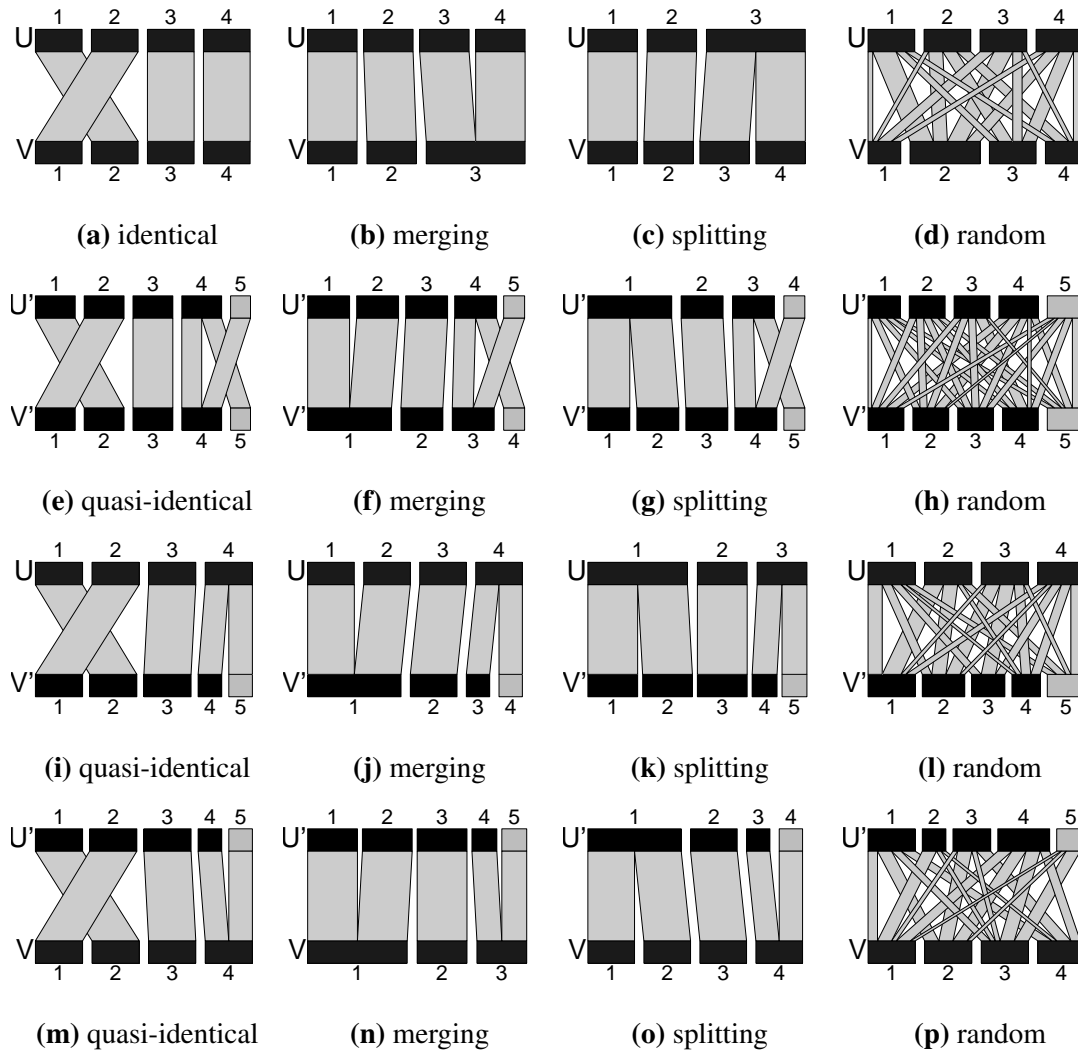 1 2 3 4 1 2 3 4 1 2 3 1 2 3 4
U U U U
V V V V
1 2 3 4 1 2 3 1 2 3 4 1 2 3 4
(a) identical (b) merging (c) splitting (d) random
1 2 3 4 5 1 2 3 4 5 1 2 3 4 1 2 3 4 5
U' U' U' U'
V' V' V' V'
1 2 3 4 5 1 2 3 4 1 2 3 4 5 1 2 3 4 5
(e) quasi-identical (f) merging (g) splitting (h) random
1 2 3 4 1 2 3 4 1 2 3 1 2 3 4
U U U U
V' V' V' V'
1 2 3 4 5 1 2 3 4 1 2 3 4 5 1 2 3 4 5
(i) quasi-identical (j) merging (k) splitting (l) random
1 2 3 4 5 1 2 3 4 5 1 2 3 4 1 2 3 4 5
U' U' U' U'
V V V V
1 2 3 4 1 2 3 1 2 3 4 1 2 3 4
(m) quasi-identical (n) merging (o) splitting (p) random